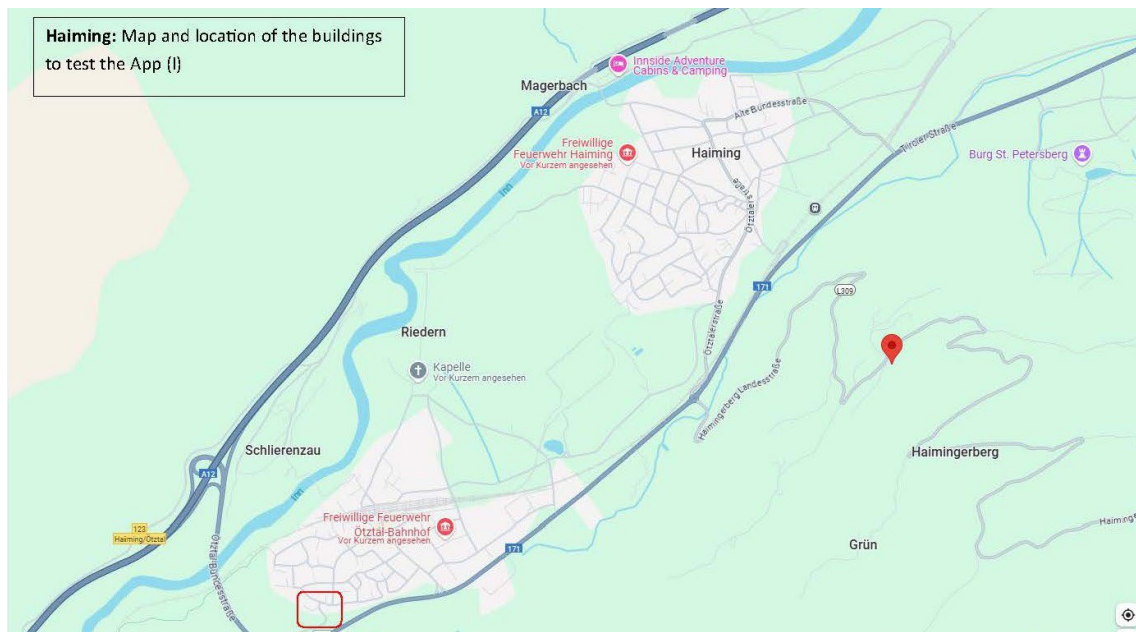 Haiming: Map and location of the buildings
to test the App (I)
Innside Adventure
Cabins & Camping
Magerbach
A12
Alte Bundesstraße
Freiwillige
Feuerwehr Haiming
Vor Kurzem angesehen
Haiming
Tiroler Straße
Burg St. Petersberg
Inn
Ötztaler Straße
171
L309
Riedern
Ötztalerstraße
Kapelle
Vor Kurzem angesehen
Haimingerberg Landesstraße
Schlierenzau
Haimingerberg
A12
Inn
123
Haiming/Ötztal
Freiwillige Feuerwehr
Ötztal-Bahnhof
Vor Kurzem angesehen
Ötztal Bundesstraße
171
Grün
Haiming